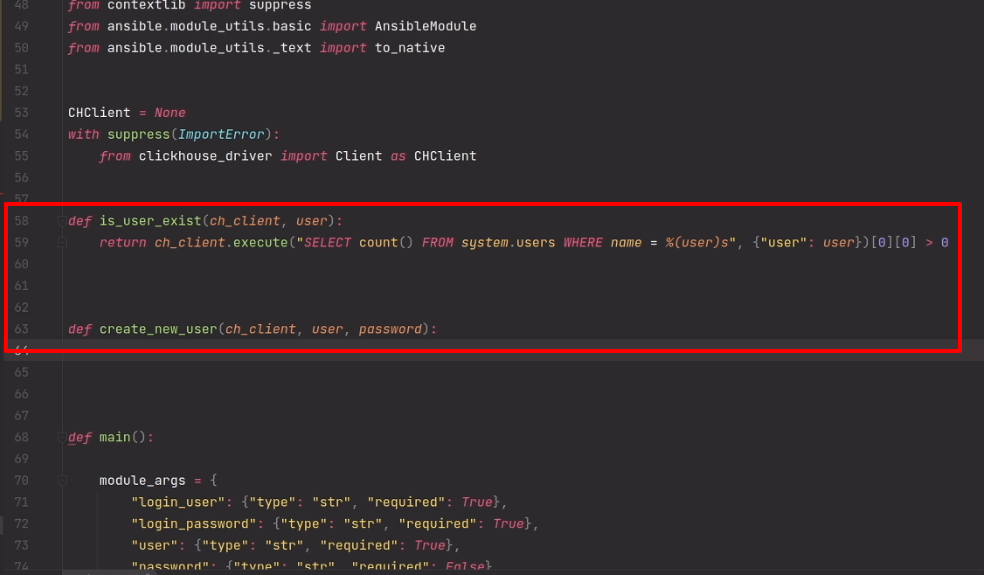 48 from contextlib import suppress
49 from ansible.module_utils.basic import AnsibleModule
50 from ansible.module_utils._text import to_native
51
52
53 CHClient = None
54 with suppress(ImportError):
55 from clickhouse_driver import Client as CHClient
56
57
58 def is_user_exist(ch_client, user):
59 return ch_client.execute("SELECT count() FROM system.users WHERE name = %(user)s", {"user": user})[0][0] > 0
60
61
62
63 def create_new_user(ch_client, user, password):
64
65
66
67
68 def main():
69
70 module_args = {
71 "login_user": {"type": "str", "required": True},
72 "login_password": {"type": "str", "required": True},
73 "user": {"type": "str", "required": True},
74 "password": {"type": "str", "required": False}